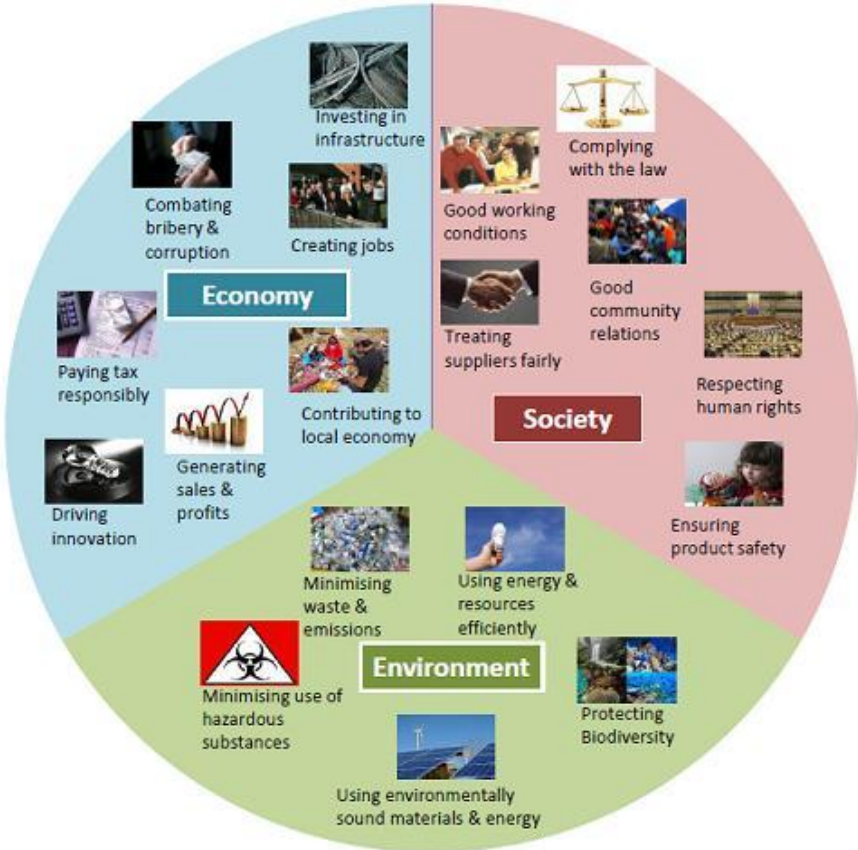 Investing in
infrastructure
Combating
bribery &
corruption
Creating jobs
Economy
Paying tax
responsibly
Contributing to
local economy
Generating
sales &
profits
Driving
innovation
Complying
with the law
Good working
conditions
Good
community
relations
Treating
suppliers fairly
Respecting
human rights
Society
Ensuring
product safety
Minimising
waste &
emissions
Using energy &
resources
efficiently
Environment
Minimising use of
hazardous
substances
Protecting
Biodiversity
Using environmentally
sound materials & energy